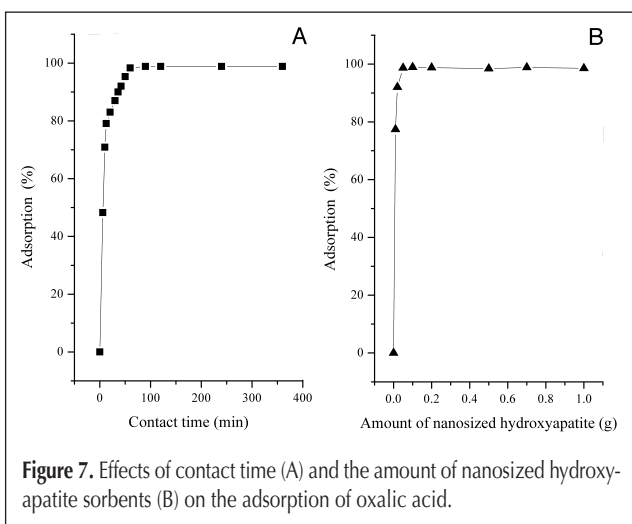 A
B
100
80
60
40
20
0
Adsorption (%)
0 100 200 300 400
Contact time (min)
100
80
60
40
20
0
Adsorption (%)
0.0 0.2 0.4 0.6 0.8 1.0
Amount of nanosized hydroxyapatite (g)
Figure 7. Effects of contact time (A) and the amount of nanosized hydroxy-
apatite sorbents (B) on the adsorption of oxalic acid.